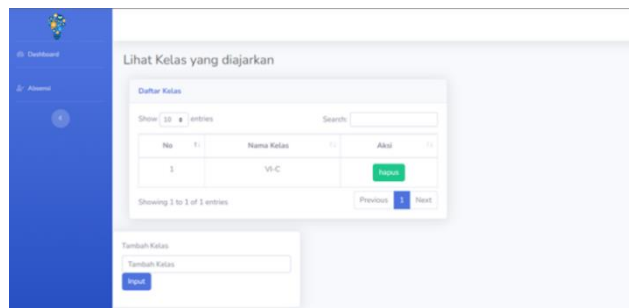 Dashboard
Absensi
Lihat Kelas yang diajarkan
Daftar Kelas
Show 10 entries
Search:
No Nama Kelas Aksi
1 VI-C hapus
Showing 1 to 1 of 1 entries
Previous 1 Next
Tambah Kelas
Tambah Kelas
Input